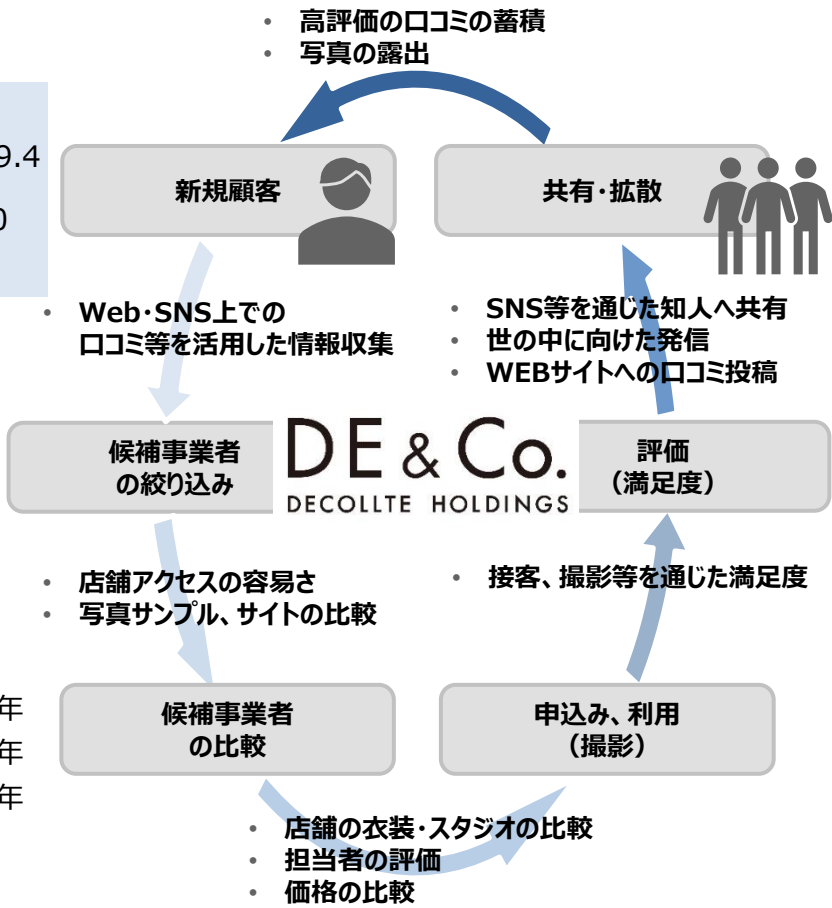 ・ 高評価の口コミの蓄積
・ 写真の露出
9.4
0
新規顧客
共有・拡散
・ Web・SNS上での
口コミ等を活用した情報収集
・ SNS等を通じた知人へ共有
・ 世の中に向けた発信
・ WEBサイトへの口コミ投稿
候補事業者
の絞り込み
DE & Co.
DECOLLTE HOLDINGS
評価
（満足度）
・ 店舗アクセスの容易さ
・ 写真サンプル、サイトの比較
・ 接客、撮影等を通じた満足度
年
年
年
候補事業者
の比較
申込み、利用
（撮影）
・ 店舗の衣装・スタジオの比較
・ 担当者の評価
・ 価格の比較